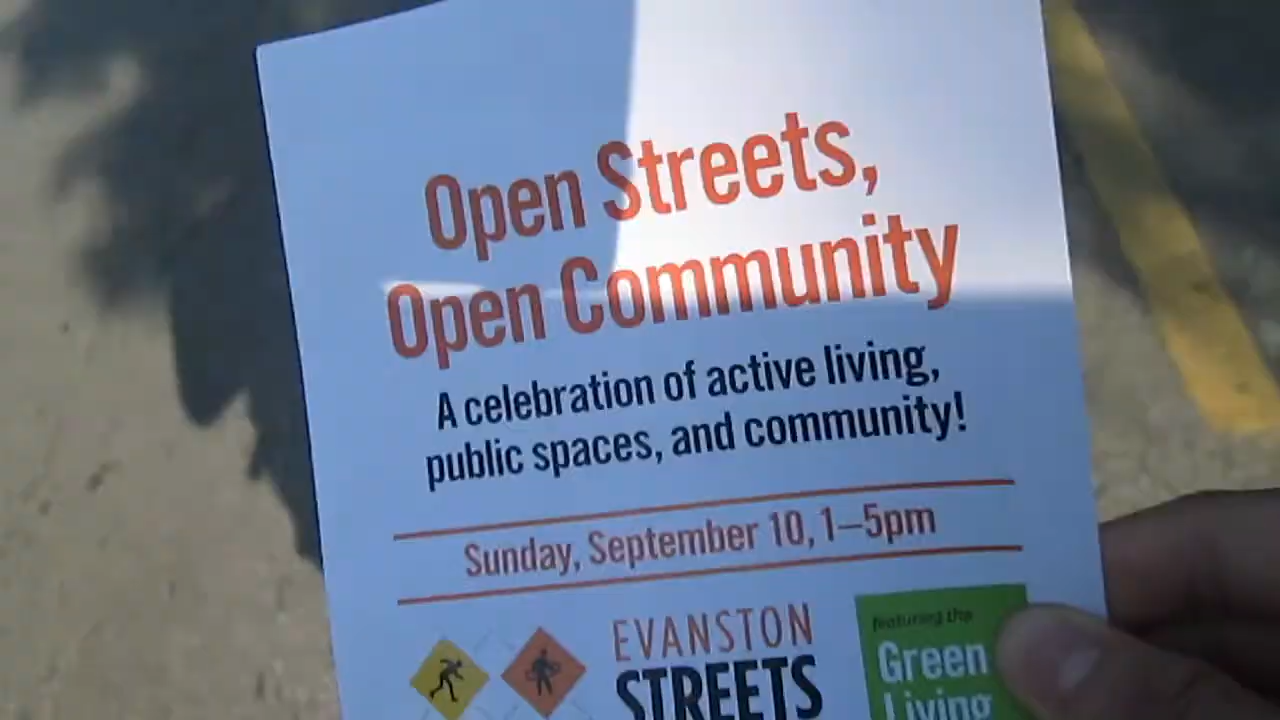 Open Streets,
Open Community
A celebration of active living,
public spaces, and community!
Sunday, September 10, 1–5pm
EVANSTON
STREETS
featuring the
Green
Living